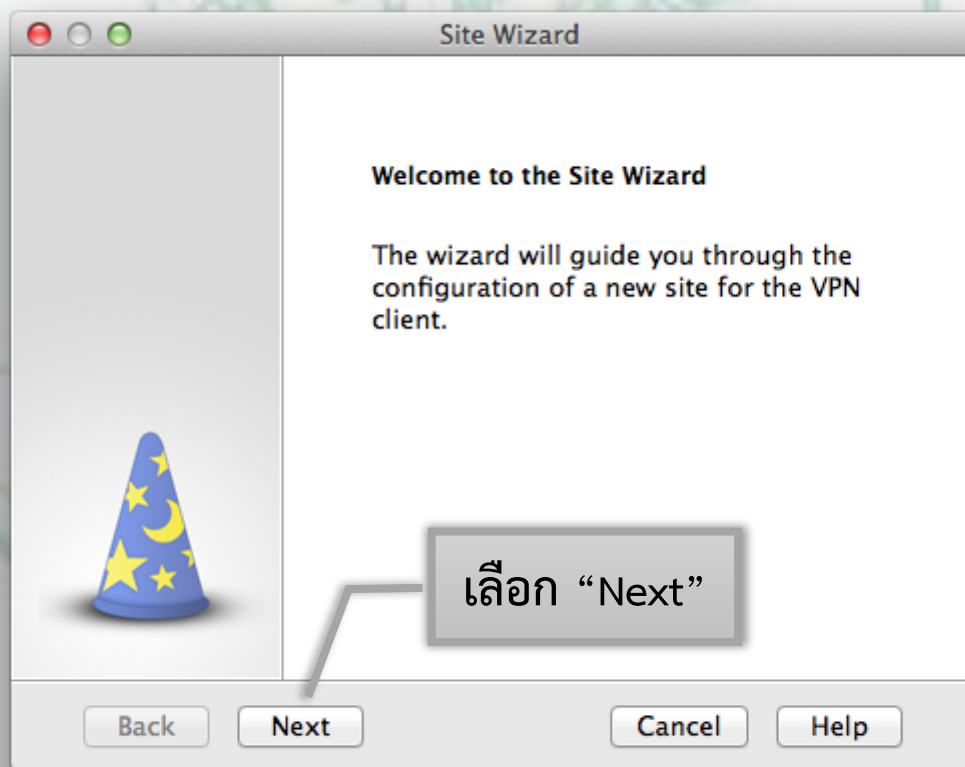 Site Wizard
Welcome to the Site Wizard
The wizard will guide you through the
configuration of a new site for the VPN
client.
เลือก “Next”
Back
Next
Cancel
Help